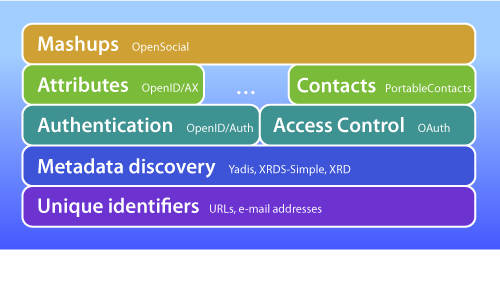 Mashups OpenSocial
Attributes OpenID/AX ... Contacts PortableContacts
Authentication OpenID/Auth Access Control OAuth
Metadata discovery Yadis, XRDS-Simple, XRD
Unique identifiers URLs, e-mail addresses